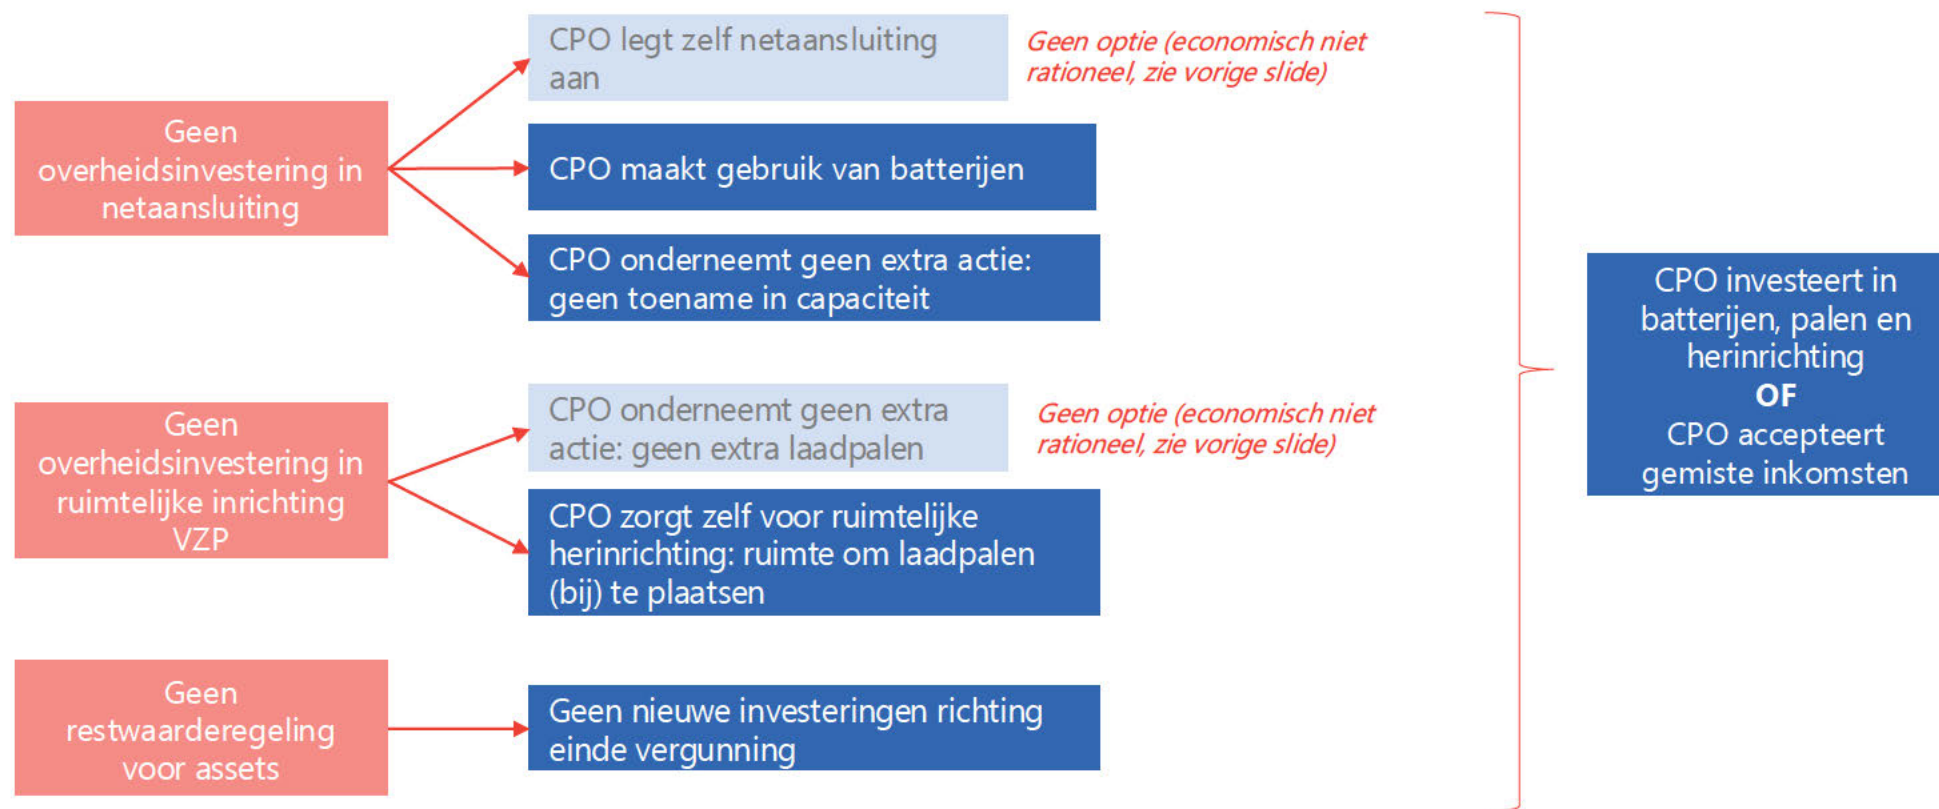 Geen
overheidsinvestering in
netaansluiting
CPO legt zelf netaansluiting
aan
Geen optie (economisch niet
rationeel, zie vorige slide)
CPO maakt gebruik van batterijen
CPO onderneemt geen extra actie:
geen toename in capaciteit
Geen
overheidsinvestering in
ruimtelijke inrichting
VZP
CPO onderneemt geen extra
actie: geen extra laadpalen
Geen optie (economisch niet
rationeel, zie vorige slide)
CPO zorgt zelf voor ruimtelijke
herinrichting: ruimte om laadpalen
(bij) te plaatsen
Geen
restwaarderegeling
voor assets
Geen nieuwe investeringen richting
einde vergunning
CPO investeert in
batterijen, palen en
herinrichting
OF
CPO accepteert
gemiste inkomsten